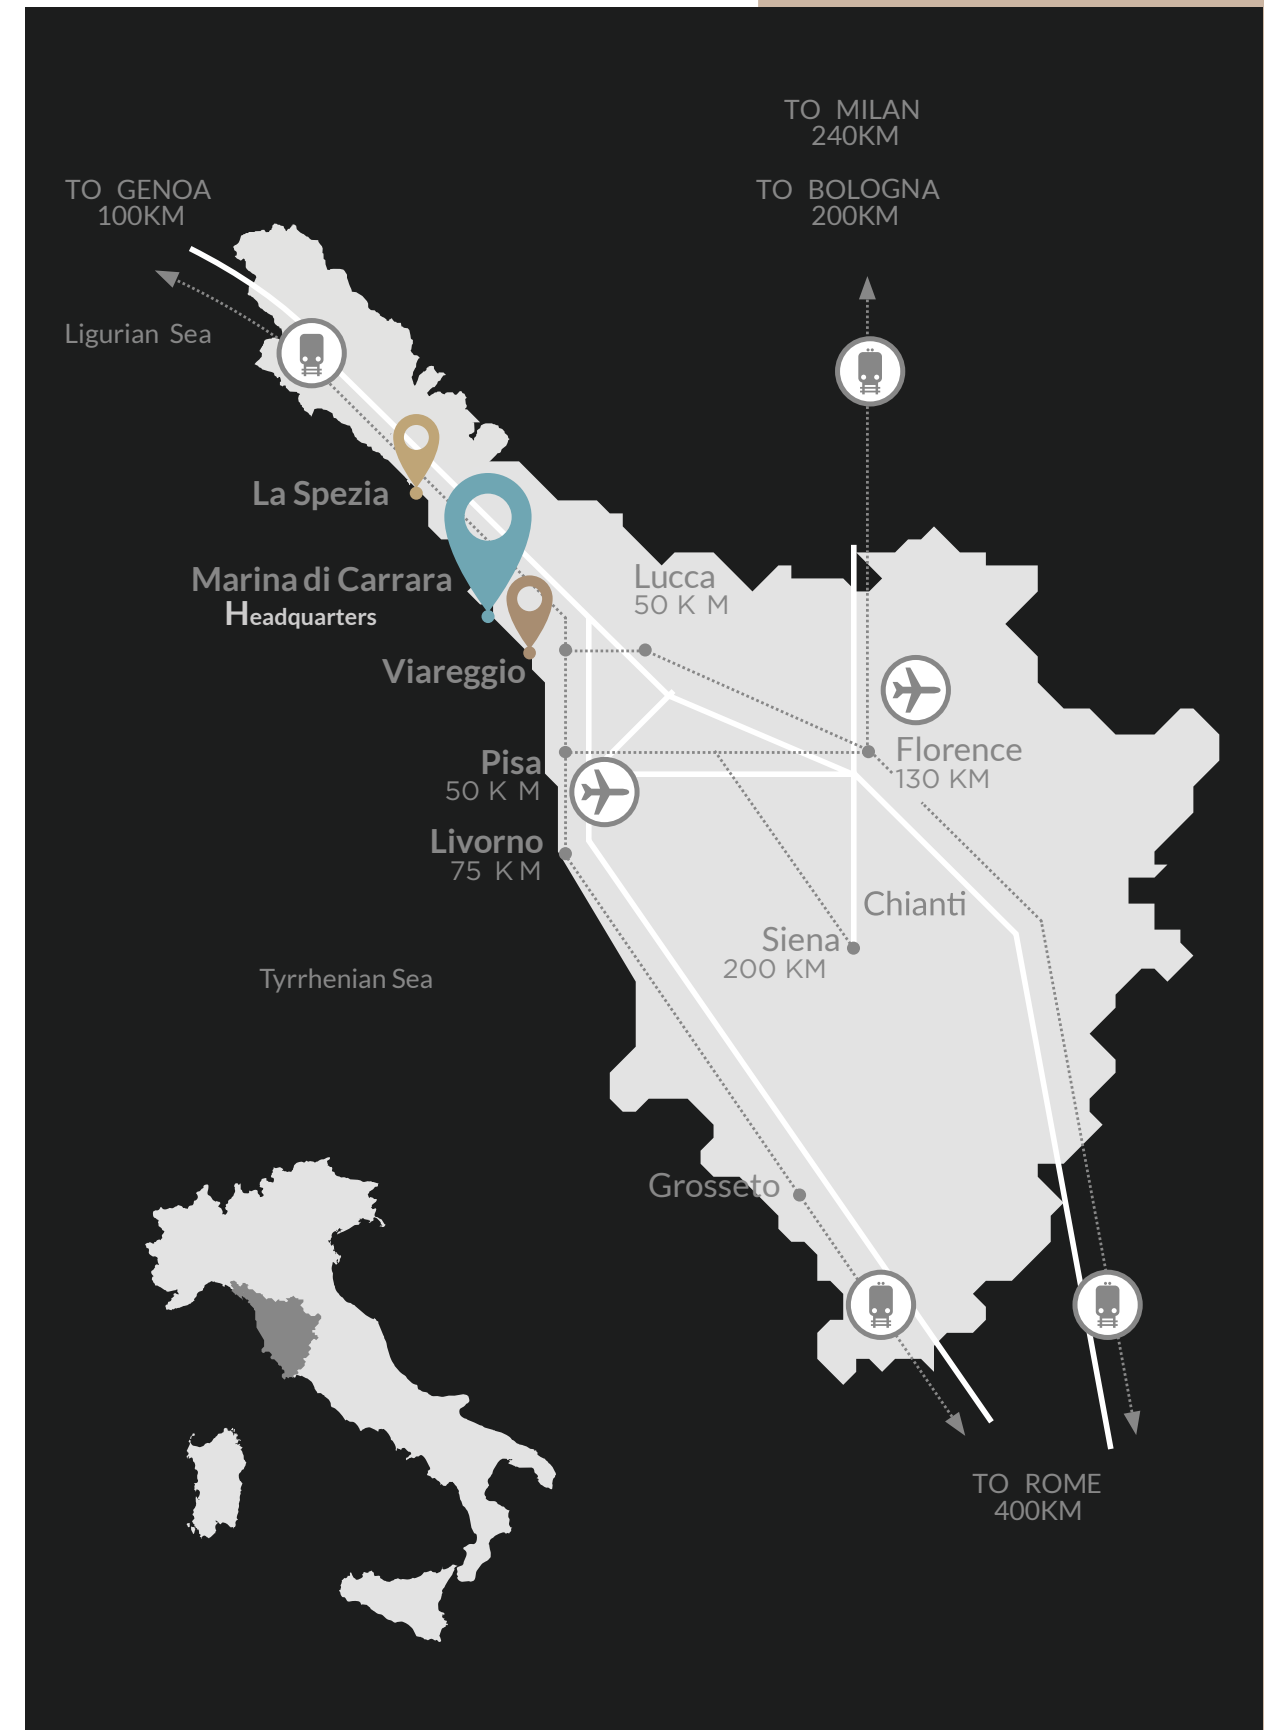 TO MILAN
240KM
TO GENOA
100KM
TO BOLOGNA
200KM
Ligurian Sea
La Spezia
Marina di Carrara
Headquarters
Lucca
50 K M
Viareggio
Pisa
50 K M
Florence
130 KM
Livorno
75 K M
Chianti
Siena
200 KM
Tyrrhenian Sea
Grosseto
TO ROME
400KM